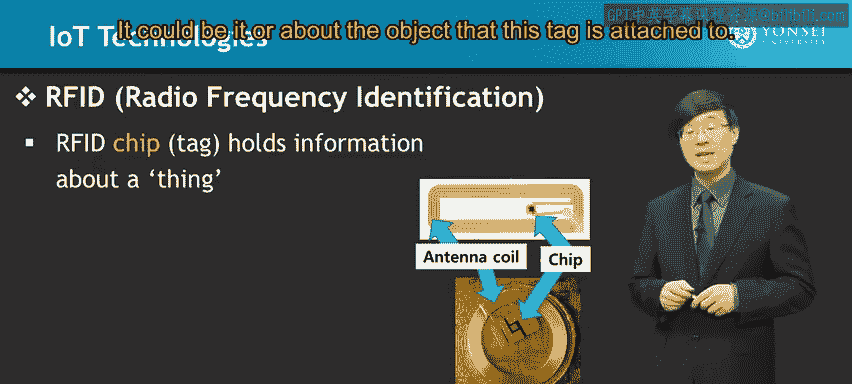 It could be it or about the object that this tag is attached to.
IoT Technologies
YONSEI
UNIVERSITY
❖ RFID (Radio Frequency Identification)
▪ RFID chip (tag) holds information
about a ‘thing’
Antenna coil
Chip